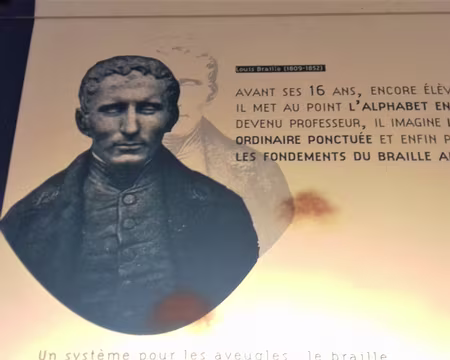 Louis Braille (1809-1852)
AVANT SES 16 ANS, ENCORE ÉLÈV
IL MET AU POINT L'ALPHABET EN
DEVENU PROFESSEUR, IL IMAGINE
ORDINAIRE PONCTUÉE ET ENFIN P
LES FONDEMENTS DU BRAILLE A
Un système pour les aveugles, le braille